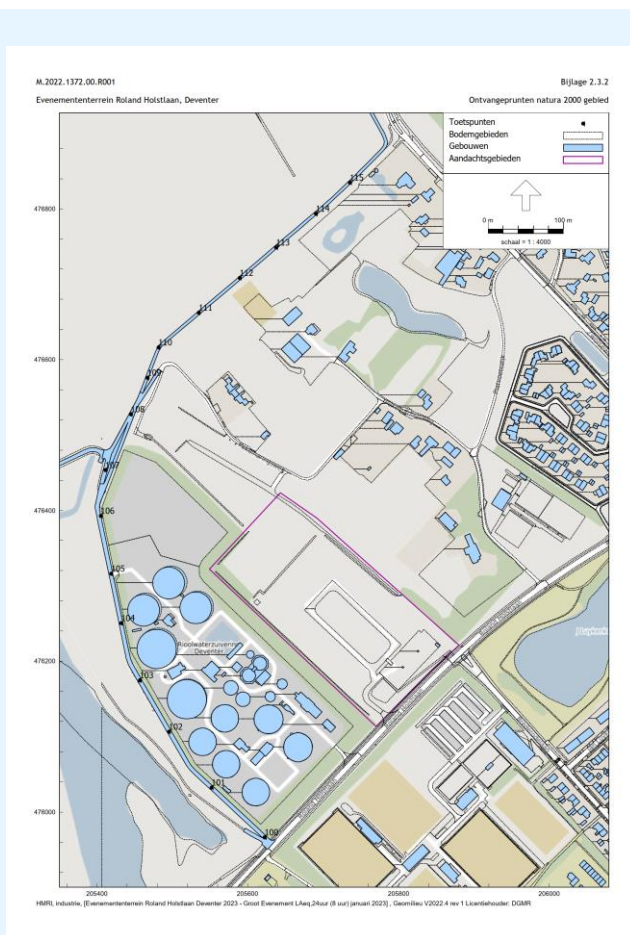 M.2022.1372.00.R001
Bijlage 2.3.2
Evenemententerrein Roland Holstlaan, Deventer
Ontvangeprunten natura 2000 gebied
Toetspunten
Bodemgebieden
Gebouwen
Aandachtsgebieden
0 m
100 m
schaal = 1 : 4000
115
476800
114
113
112
111
110
476600
109
108
107
476400
106
105
104
Rioolwaterzuivering
Deventer
476200
103
102
101
476000
100
205400
205600
205800
206000
HMRI, industrie, [Evenemententerrein Roland Holstlaan Deventer 2023 - Groot Evenement LAeq,24uur (8 uur) januari 2023] , Geomilieu V2022.4 rev 1 Licentiehouder: DGMR